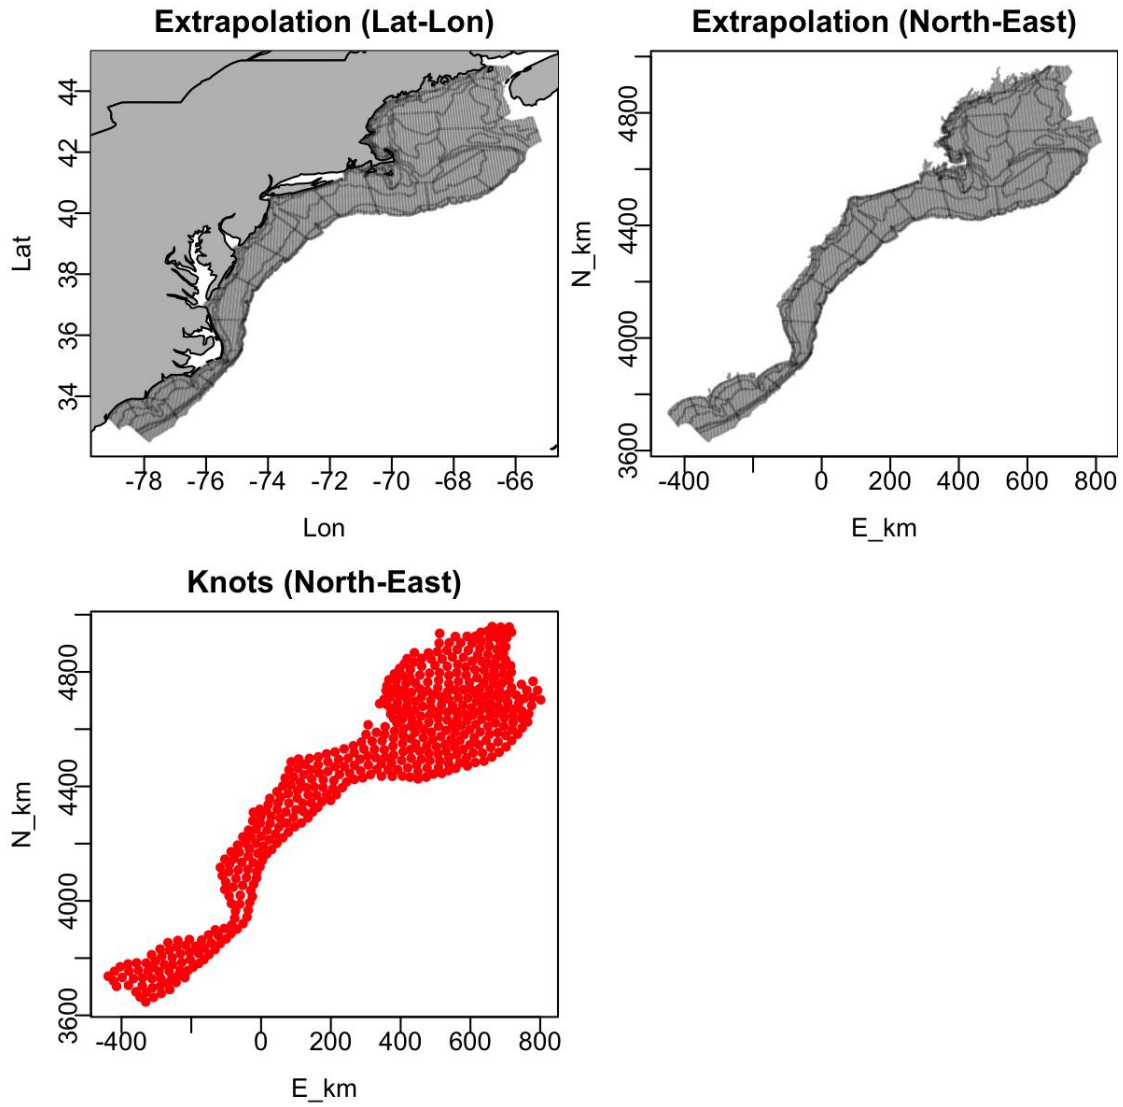 Extrapolation (Lat-Lon)
Lat
44
42
40
38
36
34
-78 -76 -74 -72 -70 -68 -66
Lon
Extrapolation (North-East)
N_km
4800
4400
4000
3600
-400 0 200 400 600 800
E_km
Knots (North-East)
N_km
4800
4400
4000
3600
-400 0 200 400 600 800
E_km